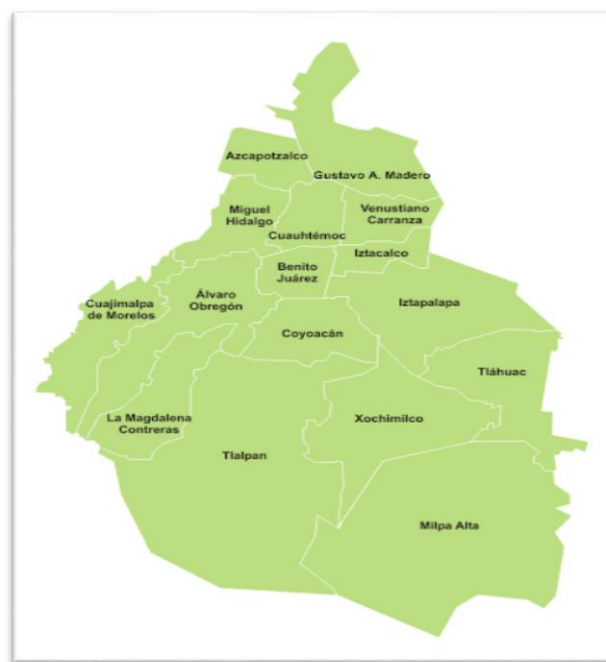 Azcapotzalco
Gustavo A. Madero
Miguel
Hidalgo
Venustiano
Carranza
Cuauhtémoc
Iztacalco
Benito
Juárez
Cuajimalpa
de Morelos
Álvaro
Obregón
Iztapalapa
Coyoacán
Tláhuac
La Magdalena
Contreras
Xochimilco
Tlalpan
Milpa Alta